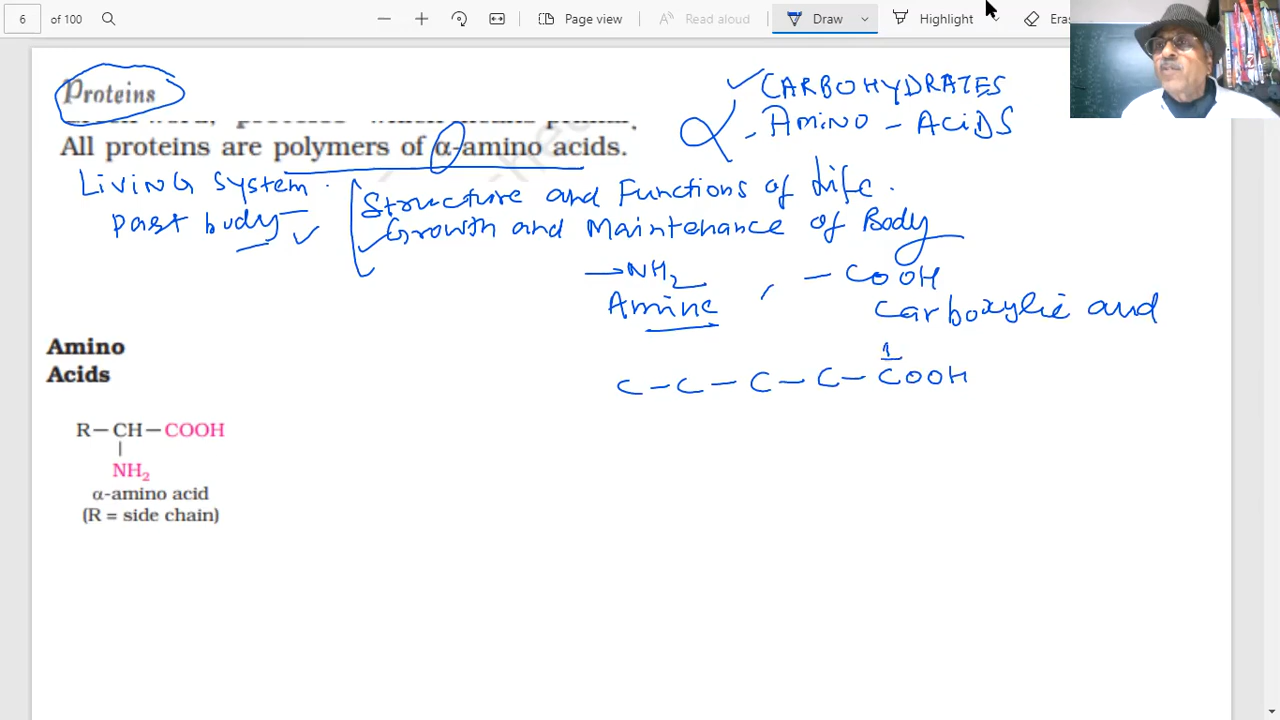 6 of 100 Page view Read aloud Draw Highlight
Proteins
CARBOHYDRATES
AMINO - ACIDS
All proteins are polymers of α-amino acids.
Living System.
Part body
Structure and Functions of Life.
Growth and Maintenance of Body
NH2 , - COOH
Amine
Carboxylic and
1
C - C - C - C - COOH
Amino
Acids
R—CH—COOH
|
NH2
α-amino acid
(R = side chain)